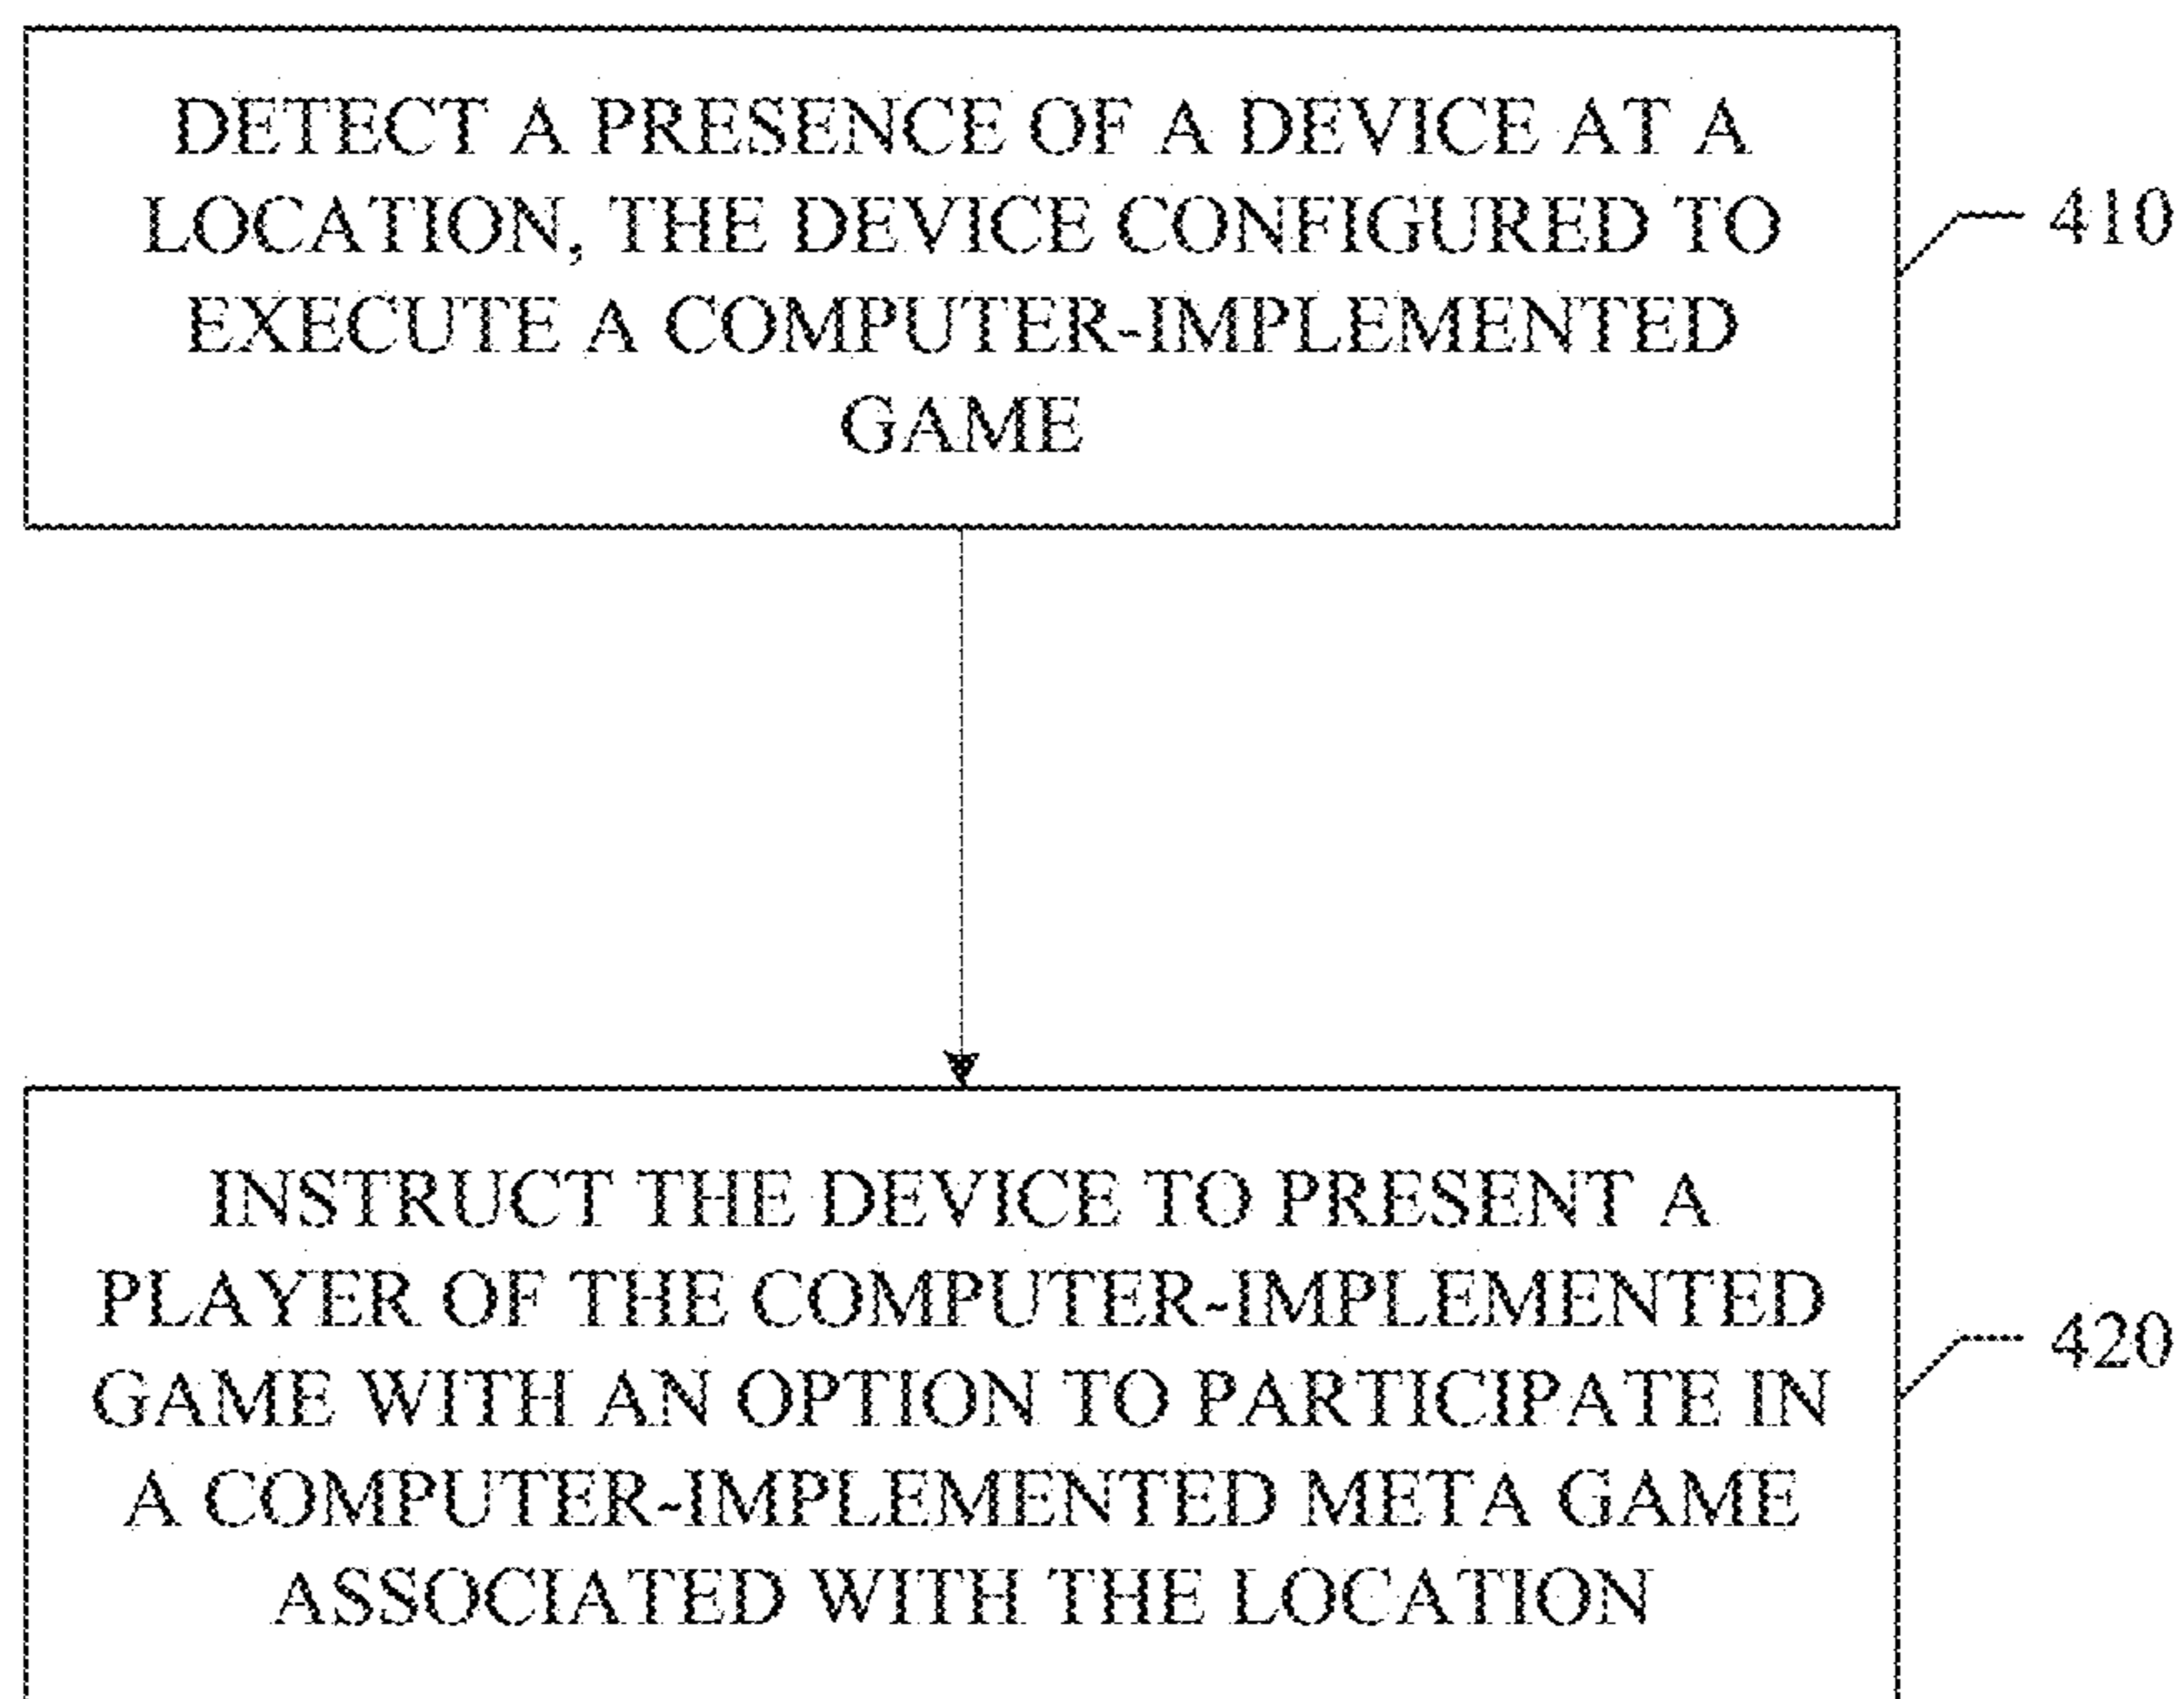 DETECT A PRESENCE OF A DEVICE AT A
LOCATION, THE DEVICE CONFIGURED TO
EXECUTE A COMPUTER-IMPLEMENTED
GAME
410
INSTRUCT THE DEVICE TO PRESENT A
PLAYER OF THE COMPUTER-IMPLEMENTED
GAME WITH AN OPTION TO PARTICIPATE IN
A COMPUTER-IMPLEMENTED META GAME
ASSOCIATED WITH THE LOCATION
420